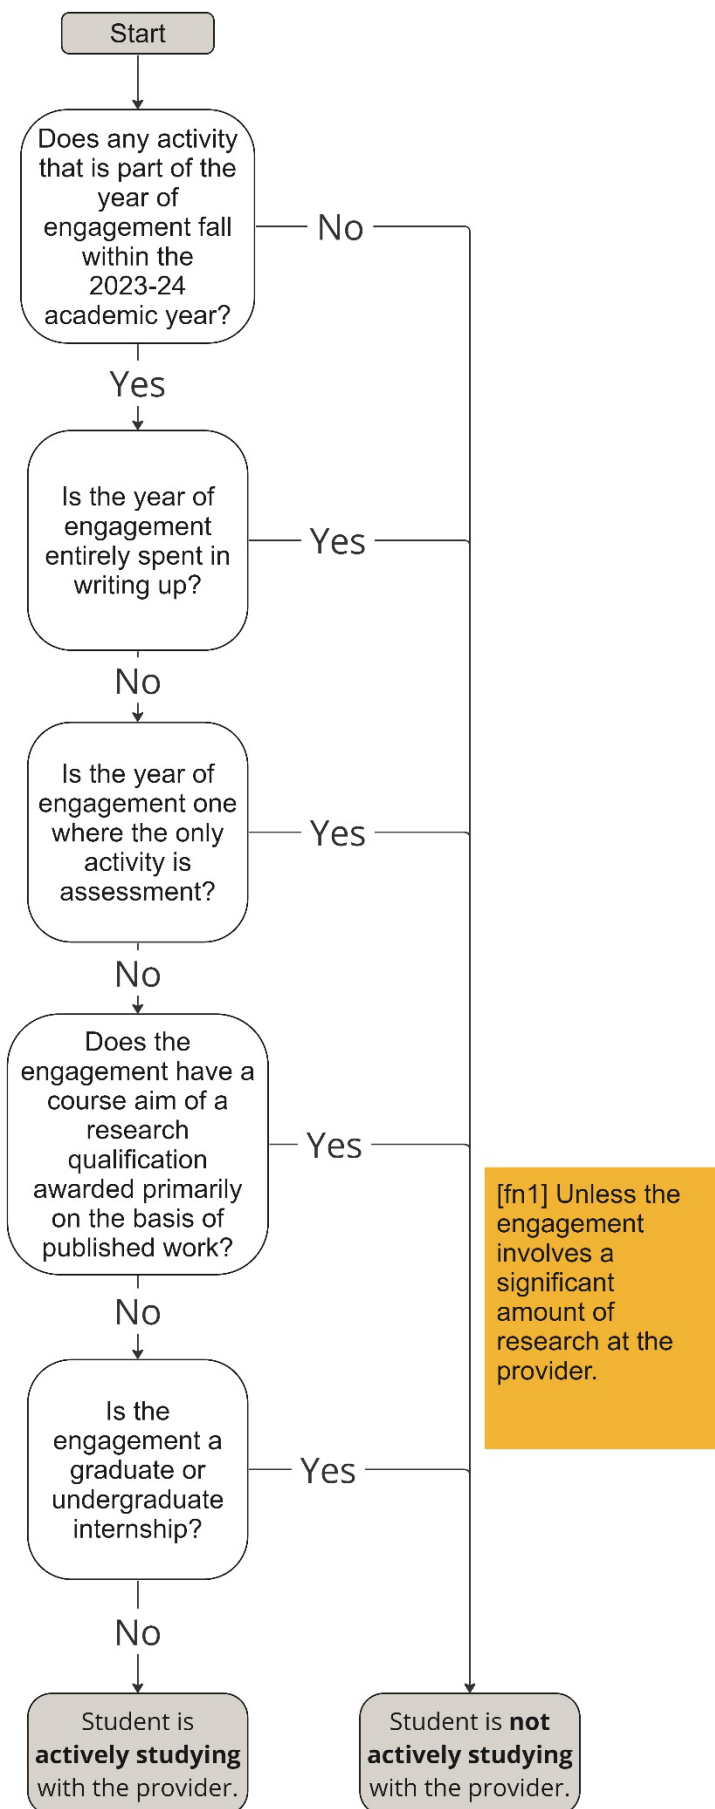 Start
Does any activity
that is part of the
year of
engagement fall
within the
2023-24
academic year?
No
Yes
Is the year of
engagement
entirely spent in
writing up?
Yes
No
Is the year of
engagement one
where the only
activity is
assessment?
Yes
No
Does the
engagement have a
course aim of a
research
qualification
awarded primarily
on the basis of
published work?
Yes
[fn1] Unless the
engagement
involves a
significant
amount of
research at the
provider.
No
Is the
engagement a
graduate or
undergraduate
internship?
Yes
No
Student is
actively studying
with the provider.
Student is not
actively studying
with the provider.